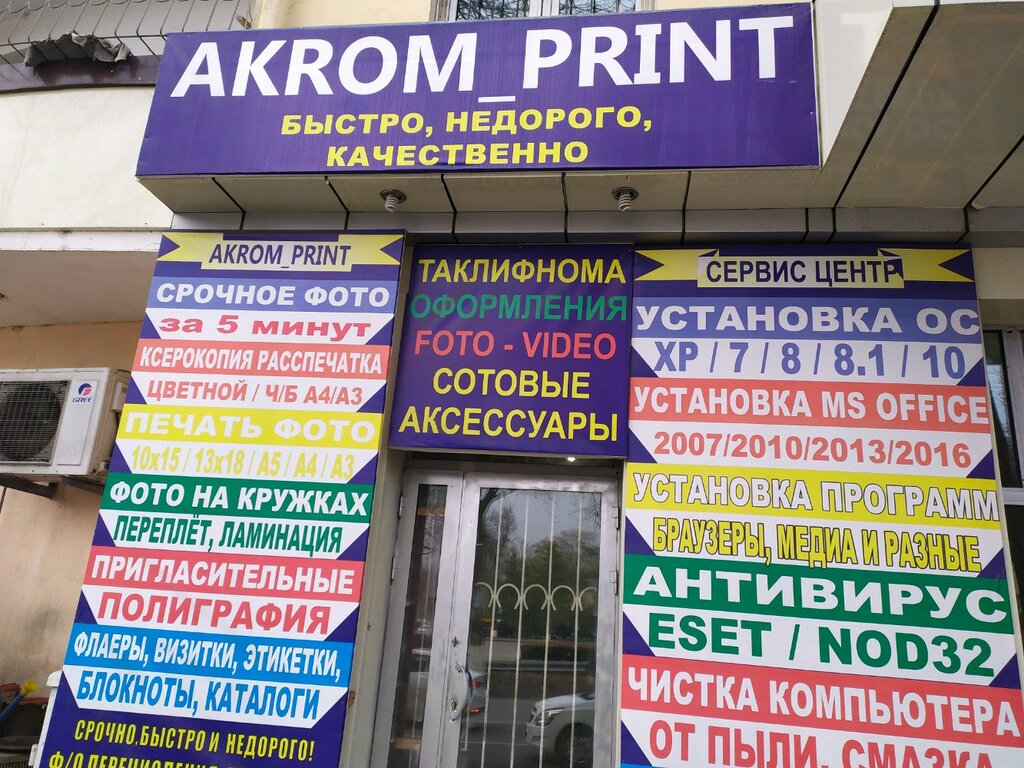 AKROM_PRINT
БЫСТРО, НЕДОРОГО,
КАЧЕСТВЕННО
AKROM_PRINT
СРОЧНОЕ ФОТО
за 5 минут
КСЕРОКОПИЯ РАССПЕЧАТКА
ЦВЕТНОЙ / Ч/Б А4/А3
ПЕЧАТЬ ФОТО
10х15 / 13х18 / А5 / А4 / А3
ФОТО НА КРУЖКАХ
ПЕРЕПЛЁТ, ЛАМИНАЦИЯ
ПРИГЛАСИТЕЛЬНЫЕ
ПОЛИГРАФИЯ
ФЛАЕРЫ, ВИЗИТКИ, ЭТИКЕТКИ,
БЛОКНОТЫ, КАТАЛОГИ
СРОЧНО,БЫСТРО И НЕДОРОГО!
ТАКЛИФНОМА
ОФОРМЛЕНИЯ
FOTO - VIDEO
СОТОВЫЕ
АКСЕССУАРЫ
СЕРВИС ЦЕНТР
УСТАНОВКА ОС
XP / 7 / 8 / 8.1 / 10
УСТАНОВКА MS OFFICE
2007/2010/2013/2016
УСТАНОВКА ПРОГРАММ
БРАУЗЕРЫ, МЕДИА И РАЗНЫЕ
АНТИВИРУС
ESET / NOD32
ЧИСТКА КОМПЬЮТЕРА
ОТ ПЫЛИ, СМАЗКА
GREE